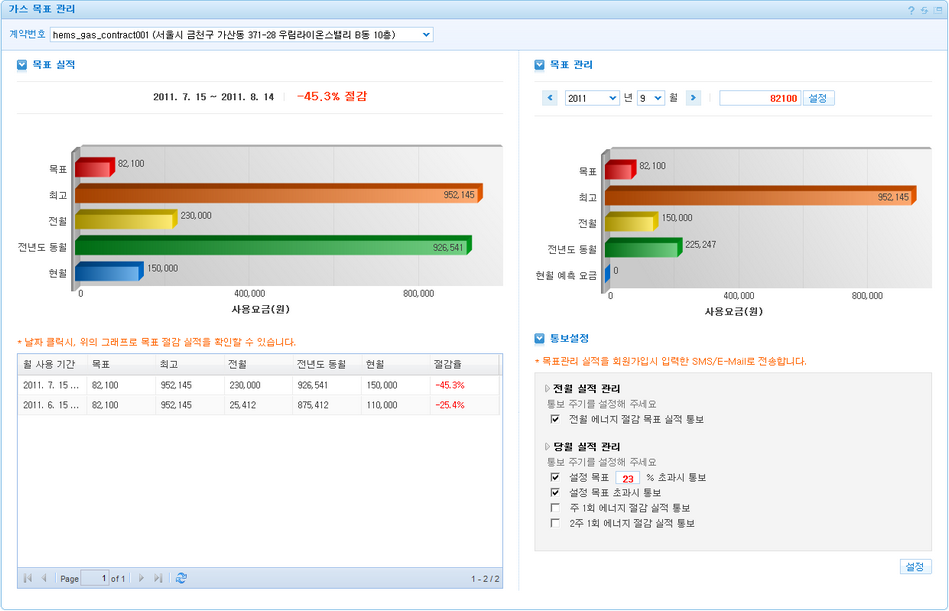 가스 목표 관리
계약번호 hems_gas_contract001 (서울시 금천구 가산동 371-28 우림라이온스밸리 B동 10층)
목표 실적
2011. 7. 15 ~ 2011. 8. 14 -45.3% 절감
목표 82,100
최고 952,145
전월 230,000
전년도 동월 926,541
현월 150,000
0 400,000 800,000
사용요금(원)
* 날짜 클릭시, 위의 그래프로 목표 절감 실적을 확인할 수 있습니다.
월 사용 기간 목표 최고 전월 전년도 동월 현월 절감율
2011. 7. 15 ... 82,100 952,145 230,000 926,541 150,000 -45.3%
2011. 6. 15 ... 82,100 952,145 25,412 875,412 110,000 -25.4%
Page 1 of 1 1 - 2 / 2
목표 관리
2011 년 9 월 82100 설정
목표 82,100
최고 952,145
전월 150,000
전년도 동월 225,247
현월 예측 요금 0
0 400,000 800,000
사용요금(원)
통보설정
* 목표관리 실적을 회원가입시 입력한 SMS/E-Mail로 전송합니다.
전월 실적 관리
통보 주기를 설정해 주세요
전월 에너지 절감 목표 실적 통보
당월 실적 관리
통보 주기를 설정해 주세요
설정 목표 23 % 초과시 통보
설정 목표 초과시 통보
주 1회 에너지 절감 실적 통보
2주 1회 에너지 절감 실적 통보
설정